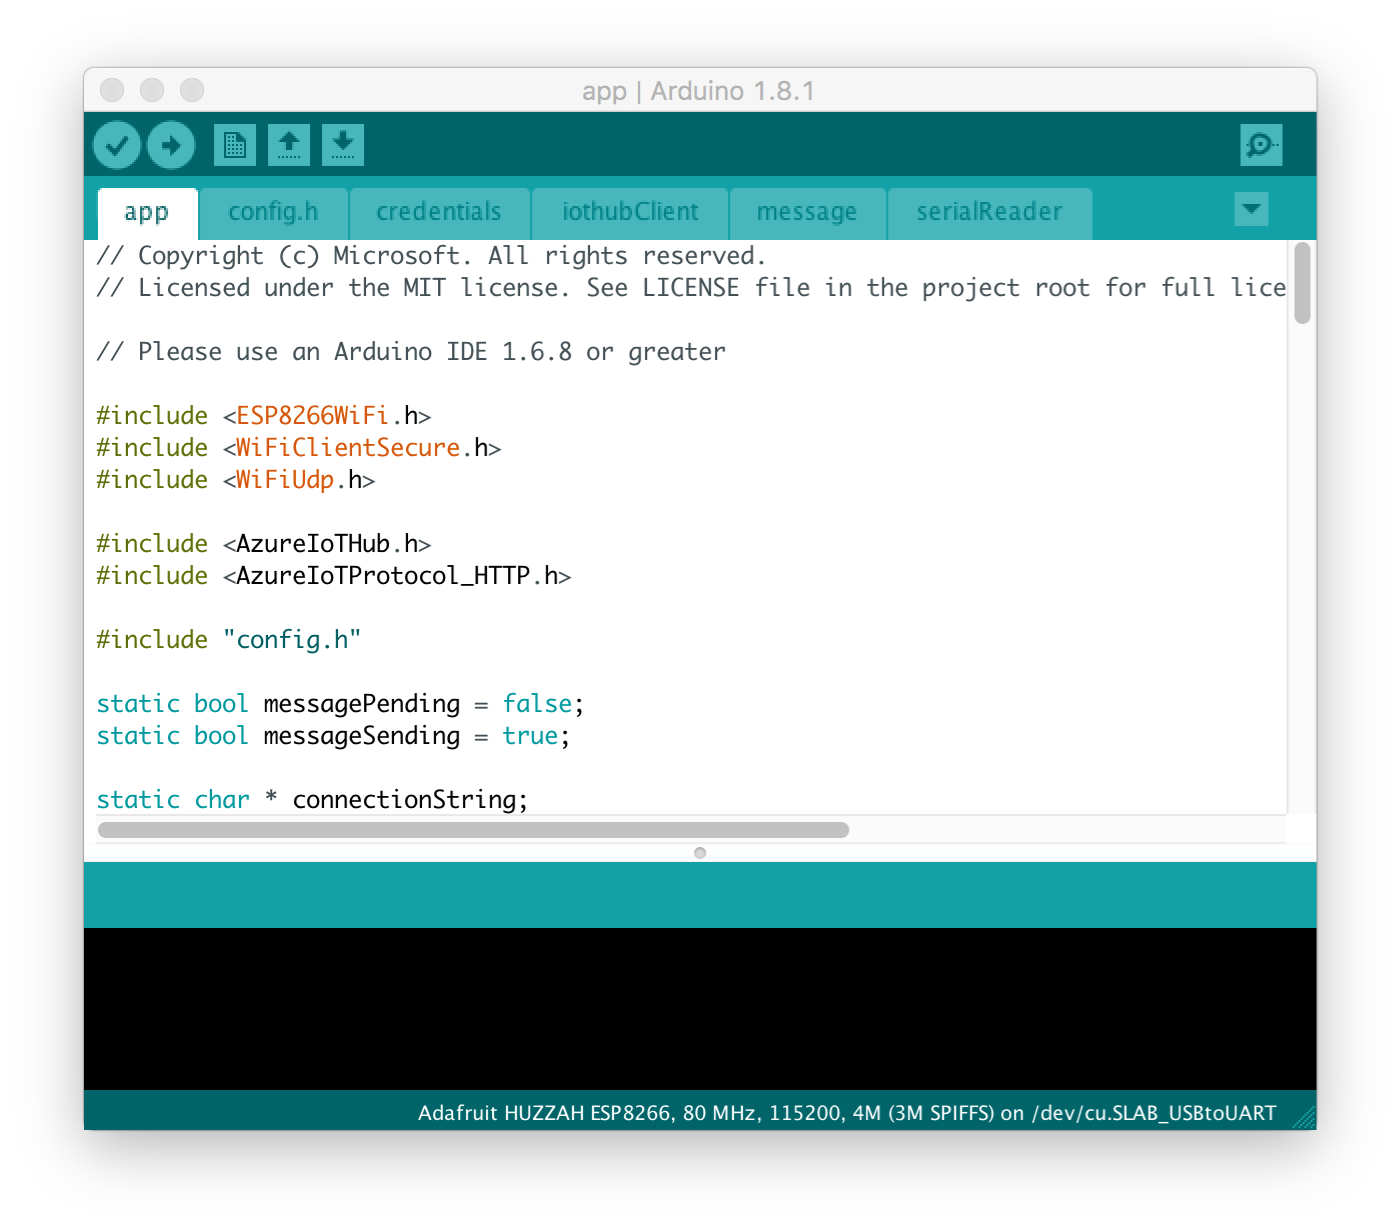 app | Arduino 1.8.1
app config.h credentials iothubClient message serialReader
// Copyright (c) Microsoft. All rights reserved.
// Licensed under the MIT license. See LICENSE file in the project root for full lice
// Please use an Arduino IDE 1.6.8 or greater
#include <ESP8266WiFi.h>
#include <WiFiClientSecure.h>
#include <WiFiUdp.h>
#include <AzureIoTHub.h>
#include <AzureIoTProtocol_HTTP.h>
#include "config.h"
static bool messagePending = false;
static bool messageSending = true;
static char * connectionString;
Adafruit HUZZAH ESP8266, 80 MHz, 115200, 4M (3M SPIFFS) on /dev/cu.SLAB_USBtoUART